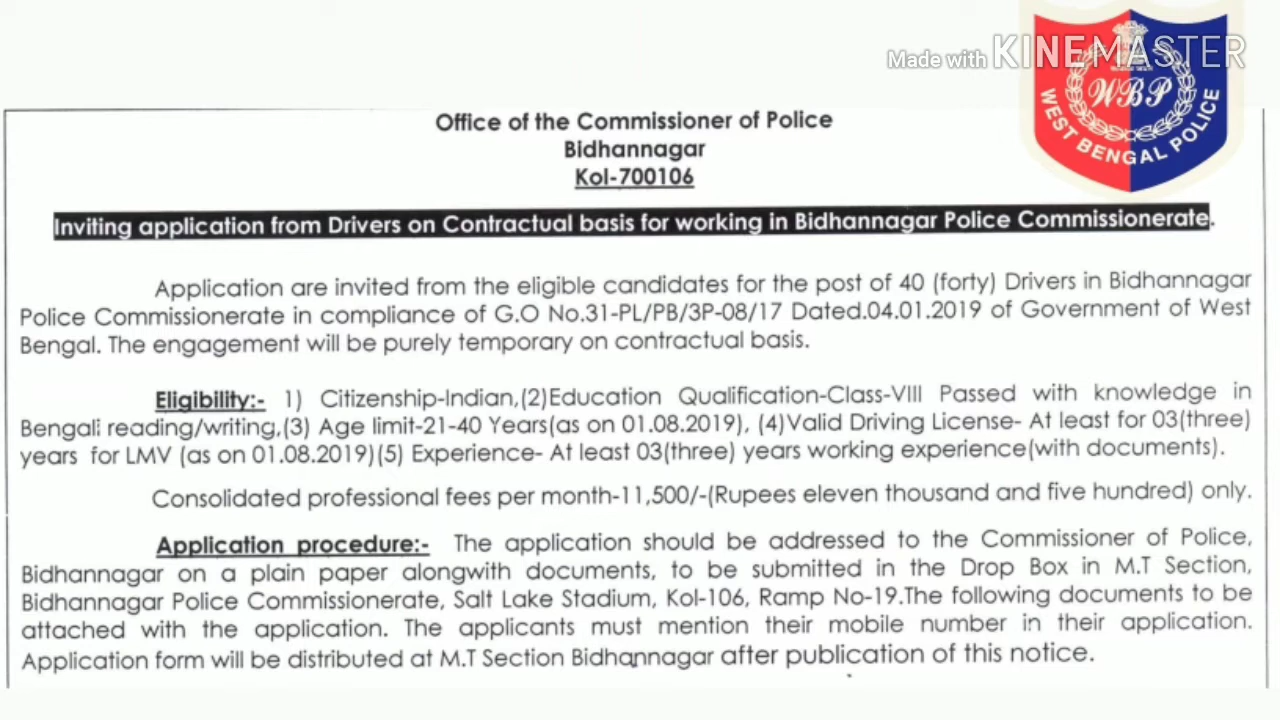 Made with KINEMASTER
WBP
WEST BENGAL POLICE
Office of the Commissioner of Police
Bidhannagar
Kol-700106
Inviting application from Drivers on Contractual basis for working in Bidhannagar Police Commissionerate.
Application are invited from the eligible candidates for the post of 40 (forty) Drivers in Bidhannagar
Police Commissionerate in compliance of G.O No.31-PL/PB/3P-08/17 Dated.04.01.2019 of Government of West
Bengal. The engagement will be purely temporary on contractual basis.
Eligibility:- 1) Citizenship-Indian,(2)Education Qualification-Class-VIII Passed with knowledge in
Bengali reading/writing,(3) Age limit-21-40 Years(as on 01.08.2019), (4)Valid Driving License- At least for 03(three)
years for LMV (as on 01.08.2019)(5) Experience- At least 03(three) years working experience(with documents).
Consolidated professional fees per month-11,500/-(Rupees eleven thousand and five hundred) only.
Application procedure:- The application should be addressed to the Commissioner of Police,
Bidhannagar on a plain paper alongwith documents, to be submitted in the Drop Box in M.T Section,
Bidhannagar Police Commissionerate, Salt Lake Stadium, Kol-106, Ramp No-19.The following documents to be
attached with the application. The applicants must mention their mobile number in their application.
Application form will be distributed at M.T Section Bidhannagar after publication of this notice.